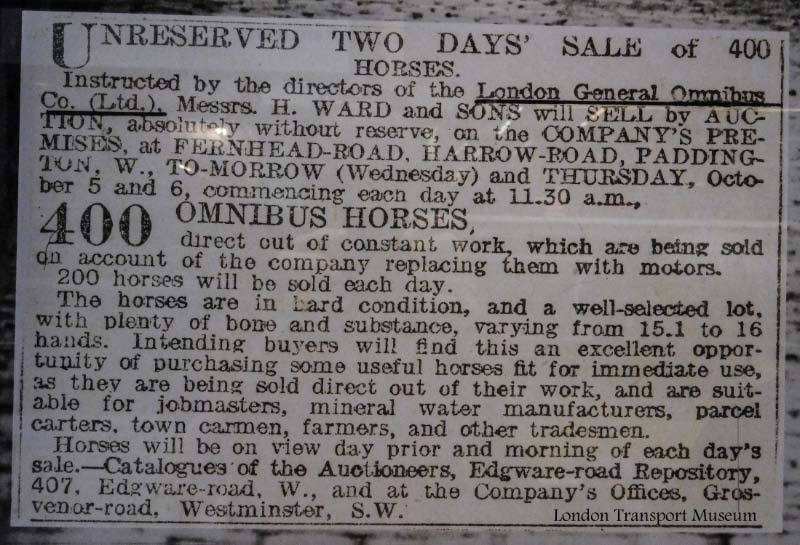 UNRESERVED TWO DAYS' SALE of 400
HORSES.
Instructed by the directors of the London General Omnibus
Co. (Ltd.), Messrs. H. WARD and SONS will SELL by AUC-
TION, absolutely without reserve, on the COMPANY'S PRE-
MISES, at FERNHEAD-ROAD, HARROW-ROAD, PADDING-
TON, W., TO-MORROW (Wednesday) and THURSDAY, Octo-
ber 5 and 6, commencing each day at 11.30 a.m.,
400 OMNIBUS HORSES,
direct out of constant work, which are being sold
on account of the company replacing them with motors.
200 horses will be sold each day.
The horses are in hard condition, and a well-selected lot,
with plenty of bone and substance, varying from 15.1 to 16
hands. Intending buyers will find this an excellent oppor-
tunity of purchasing some useful horses fit for immediate use,
as they are being sold direct out of their work, and are suit-
able for jobmasters, mineral water manufacturers, parcel
carters, town carmen, farmers, and other tradesmen.
Horses will be on view day prior and morning of each day's
sale.—Catalogues of the Auctioneers, Edgware-road Repository,
407, Edgware-road, W., and at the Company's Offices, Gros-
venor-road, Westminster, S.W.
London Transport Museum